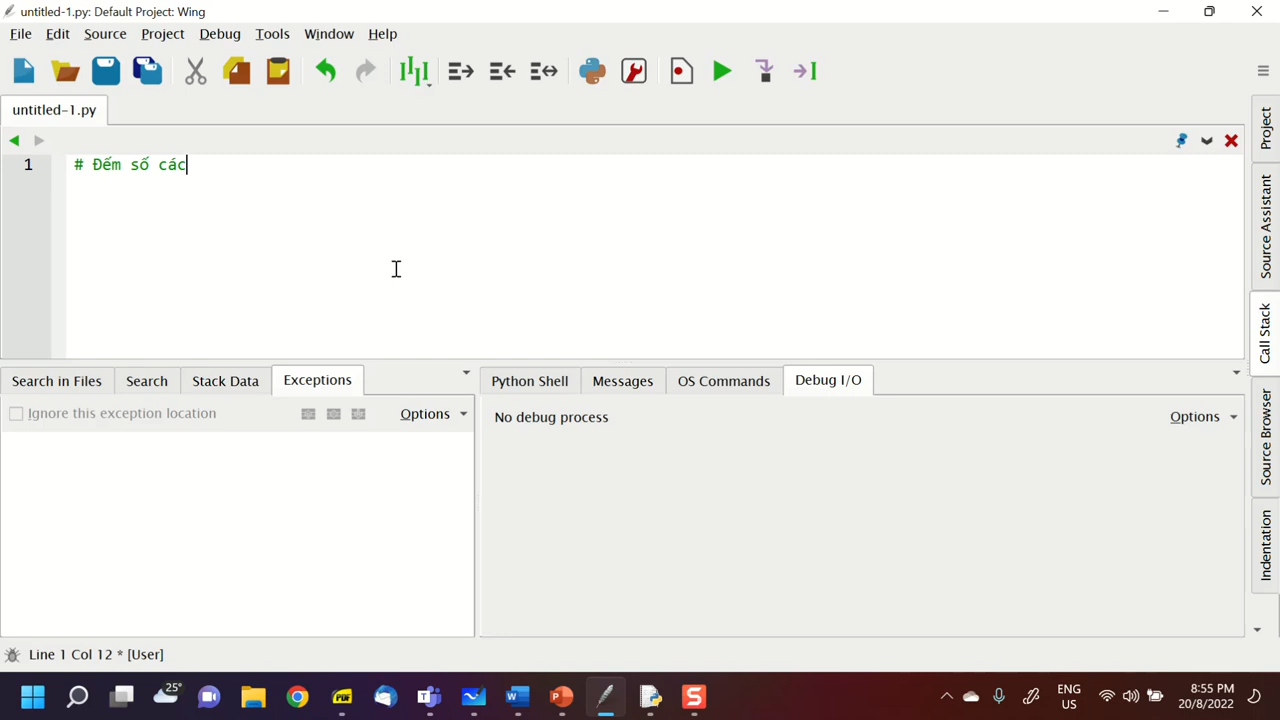 untitled-1.py: Default Project: Wing
File Edit Source Project Debug Tools Window Help
untitled-1.py
1 # Đếm số các
Project
Source Assistant
Call Stack
Source Browser
Indentation
Search in Files Search Stack Data Exceptions
Ignore this exception location Options
Python Shell Messages OS Commands Debug I/O
No debug process Options
Line 1 Col 12 * [User]
25°
PDF
ENG
US
8:55 PM
20/8/2022